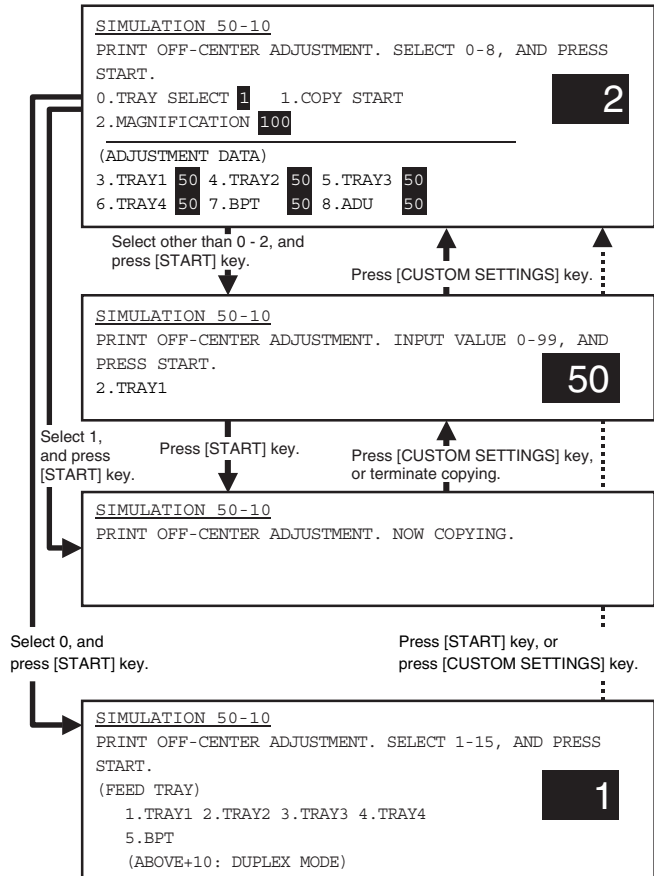 SIMULATION 50-10
PRINT OFF-CENTER ADJUSTMENT. SELECT 0-8, AND PRESS
START.
0.TRAY SELECT 1 1.COPY START
2
2.MAGNIFICATION 100
(ADJUSTMENT DATA)
3.TRAY1 50 4.TRAY2 50 5.TRAY3 50
6.TRAY4 50 7.BPT 50 8.ADU 50
Select other than 0 - 2, and
press [START] key.
Press [CUSTOM SETTINGS] key.
SIMULATION 50-10
PRINT OFF-CENTER ADJUSTMENT. INPUT VALUE 0-99, AND
PRESS START.
50
2.TRAY1
Select 1,
and press
[START] key.
Press [START] key.
Press [CUSTOM SETTINGS] key,
or terminate copying.
SIMULATION 50-10
PRINT OFF-CENTER ADJUSTMENT. NOW COPYING.
Select 0, and
press [START] key.
Press [START] key, or
press [CUSTOM SETTINGS] key.
SIMULATION 50-10
PRINT OFF-CENTER ADJUSTMENT. SELECT 1-15, AND PRESS
START.
(FEED TRAY)
1
1.TRAY1 2.TRAY2 3.TRAY3 4.TRAY4
5.BPT
(ABOVE+10: DUPLEX MODE)